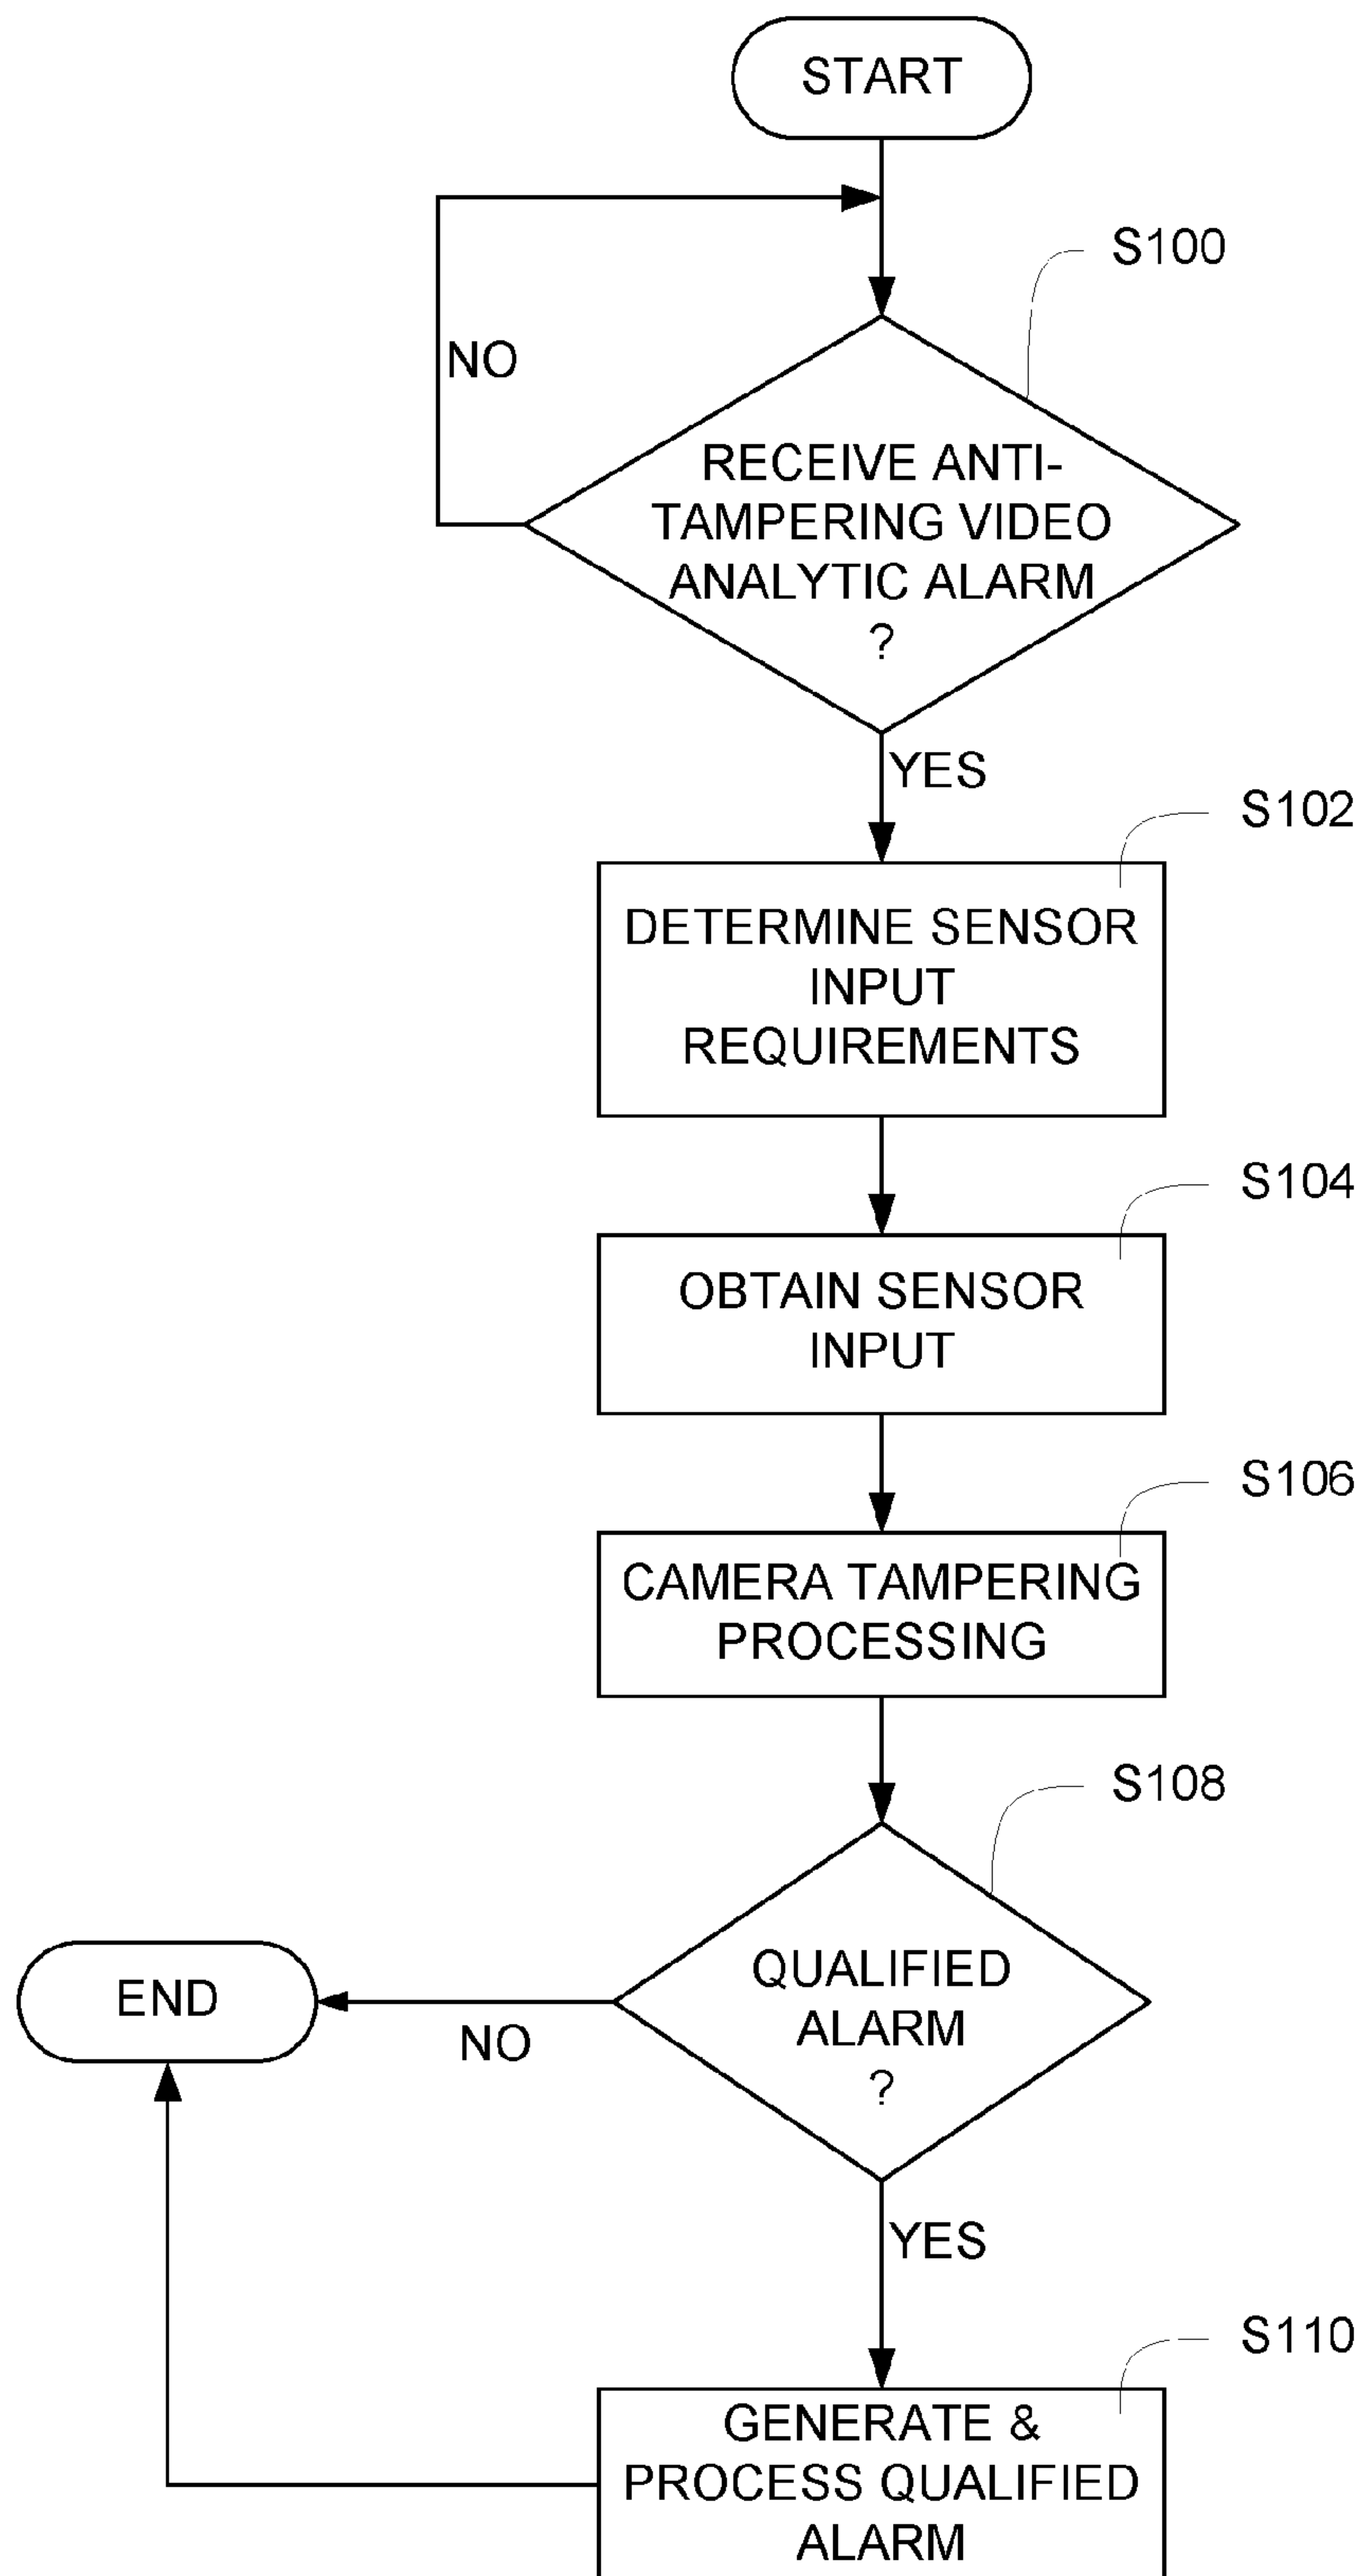 START
S100
NO
RECEIVE ANTI-
TAMPERING VIDEO
ANALYTIC ALARM
?
YES
S102
DETERMINE SENSOR
INPUT
REQUIREMENTS
S104
OBTAIN SENSOR
INPUT
S106
CAMERA TAMPERING
PROCESSING
S108
QUALIFIED
ALARM
?
END
NO
YES
S110
GENERATE &
PROCESS QUALIFIED
ALARM